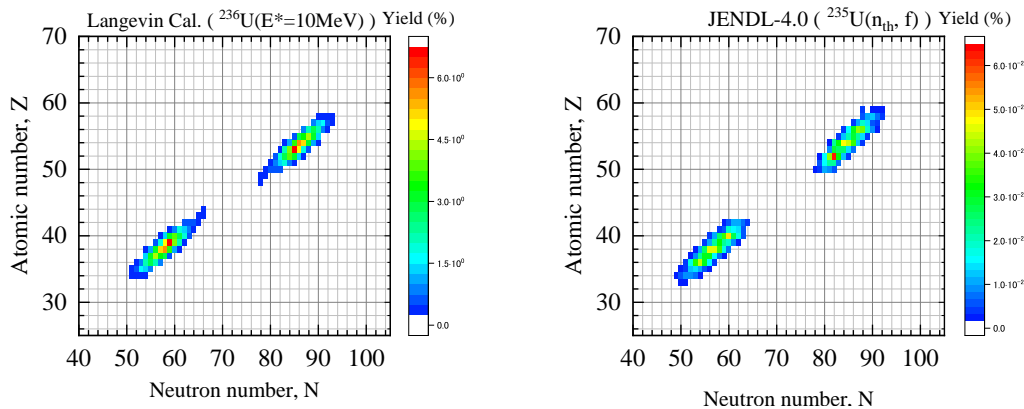 Langevin Cal. ( ²³⁶U(E*=10MeV) ) Yield (%)
70
60
50
40
30
40 50 60 70 80 90 100
Atomic number, Z
Neutron number, N
6.0·10⁰
4.5·10⁰
3.0·10⁰
1.5·10⁰
0.0
JENDL-4.0 ( ²³⁵U(nₜₕ, f) ) Yield (%)
70
60
50
40
30
40 50 60 70 80 90 100
Atomic number, Z
Neutron number, N
6.0·10⁻²
5.0·10⁻²
4.0·10⁻²
3.0·10⁻²
2.0·10⁻²
1.0·10⁻²
0.0